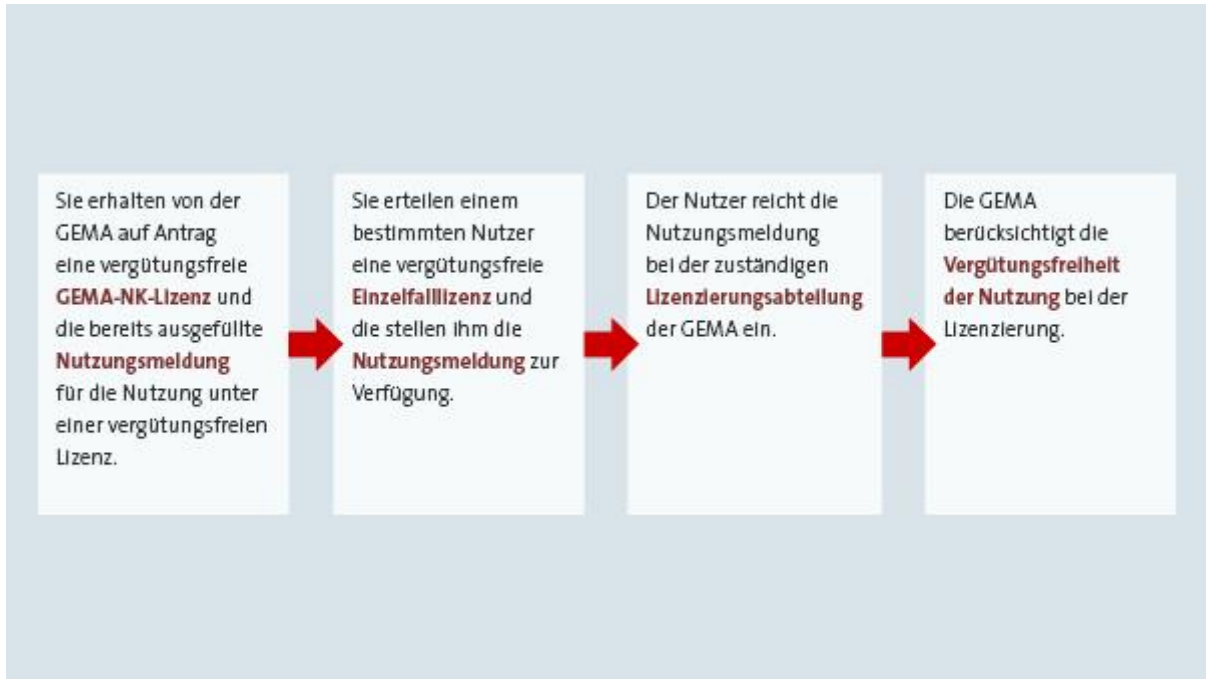 Sie erhalten von der
GEMA auf Antrag
eine vergütungsfreie
GEMA-NK-Lizenz und
die bereits ausgefüllte
Nutzungsmeldung
für die Nutzung unter
einer vergütungsfreien
Lizenz.
Sie erteilen einem
bestimmten Nutzer
eine vergütungsfreie
Einzelfalllizenz und
die stellen ihm die
Nutzungsmeldung zur
Verfügung.
Der Nutzer reicht die
Nutzungsmeldung
bei der zuständigen
Lizenzierungsabteilung
der GEMA ein.
Die GEMA
berücksichtigt die
Vergütungsfreiheit
der Nutzung bei der
Lizenzierung.